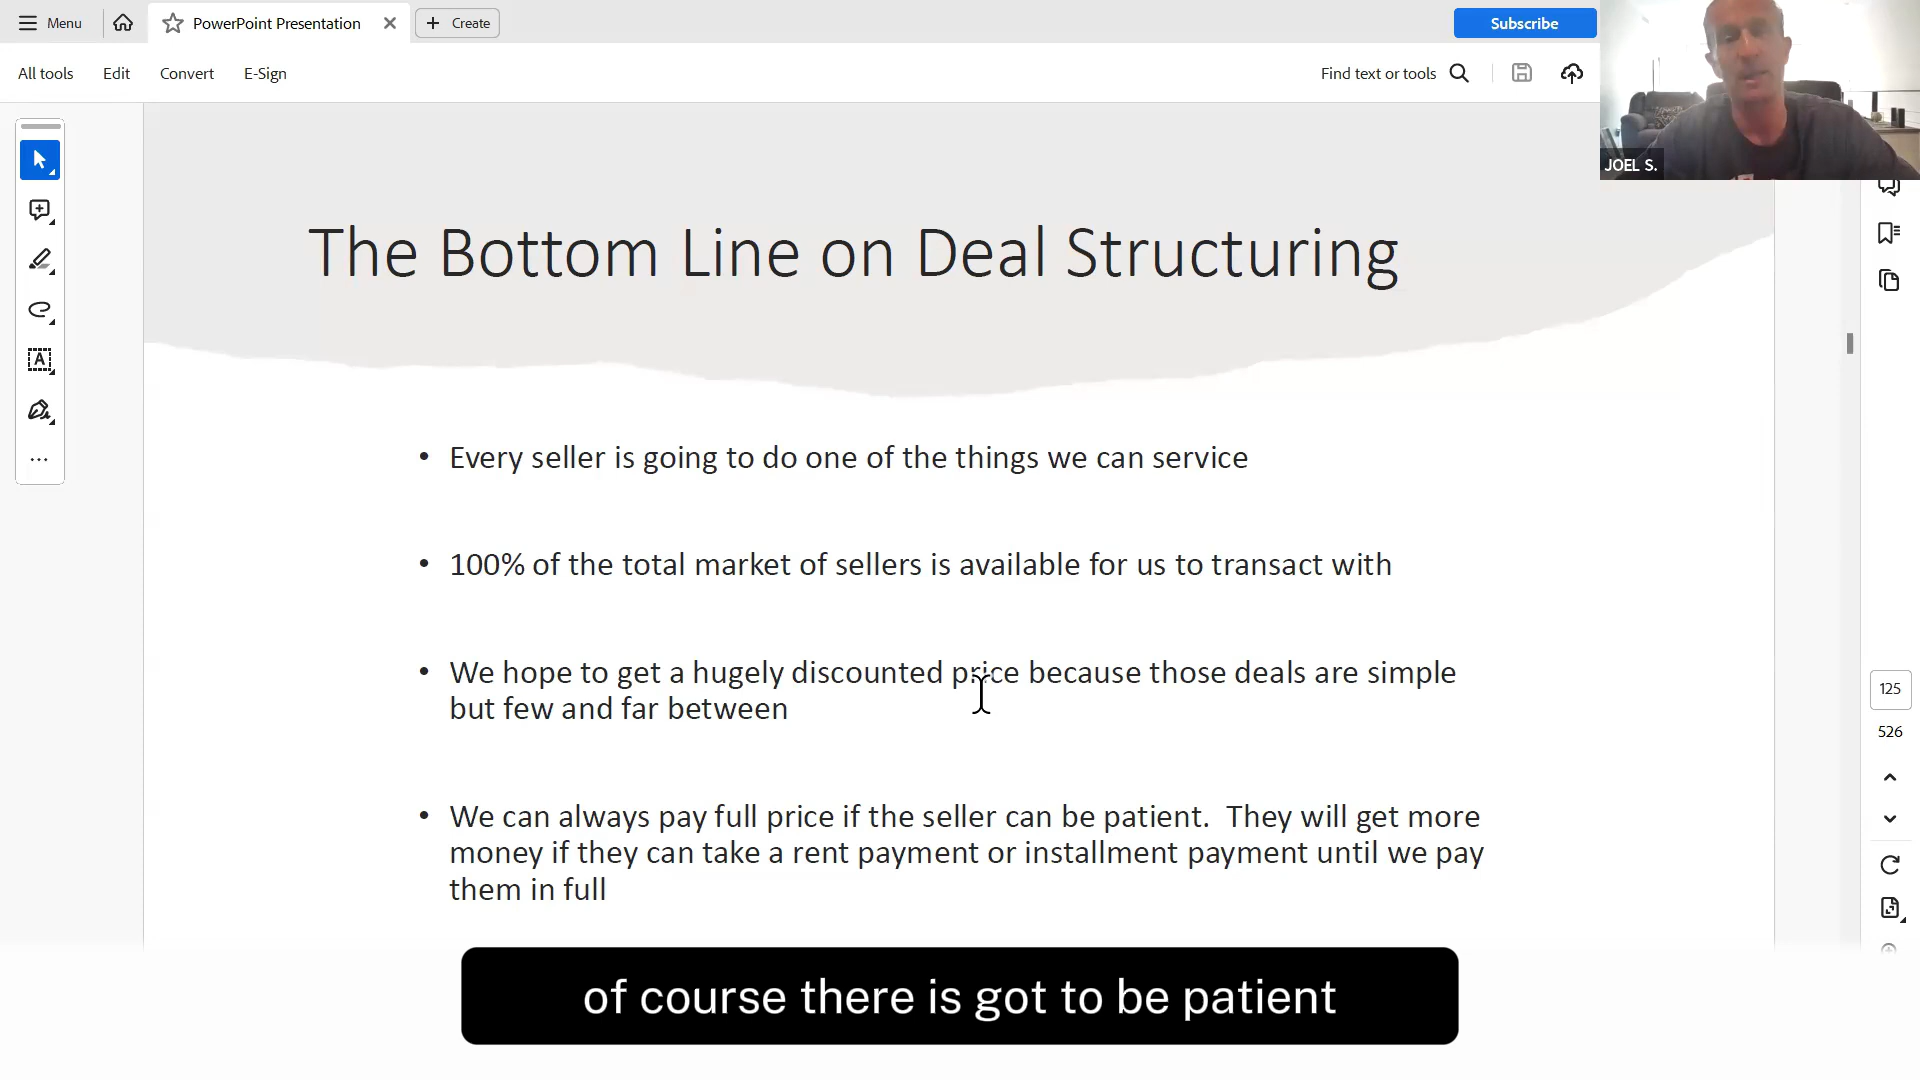 Menu
PowerPoint Presentation
Create
Subscribe
All tools
Edit
Convert
E-Sign
Find text or tools
JOEL S.
The Bottom Line on Deal Structuring
• Every seller is going to do one of the things we can service
• 100% of the total market of sellers is available for us to transact with
• We hope to get a hugely discounted price because those deals are simple
but few and far between
• We can always pay full price if the seller can be patient. They will get more
money if they can take a rent payment or installment payment until we pay
them in full
125
526
of course there is got to be patient